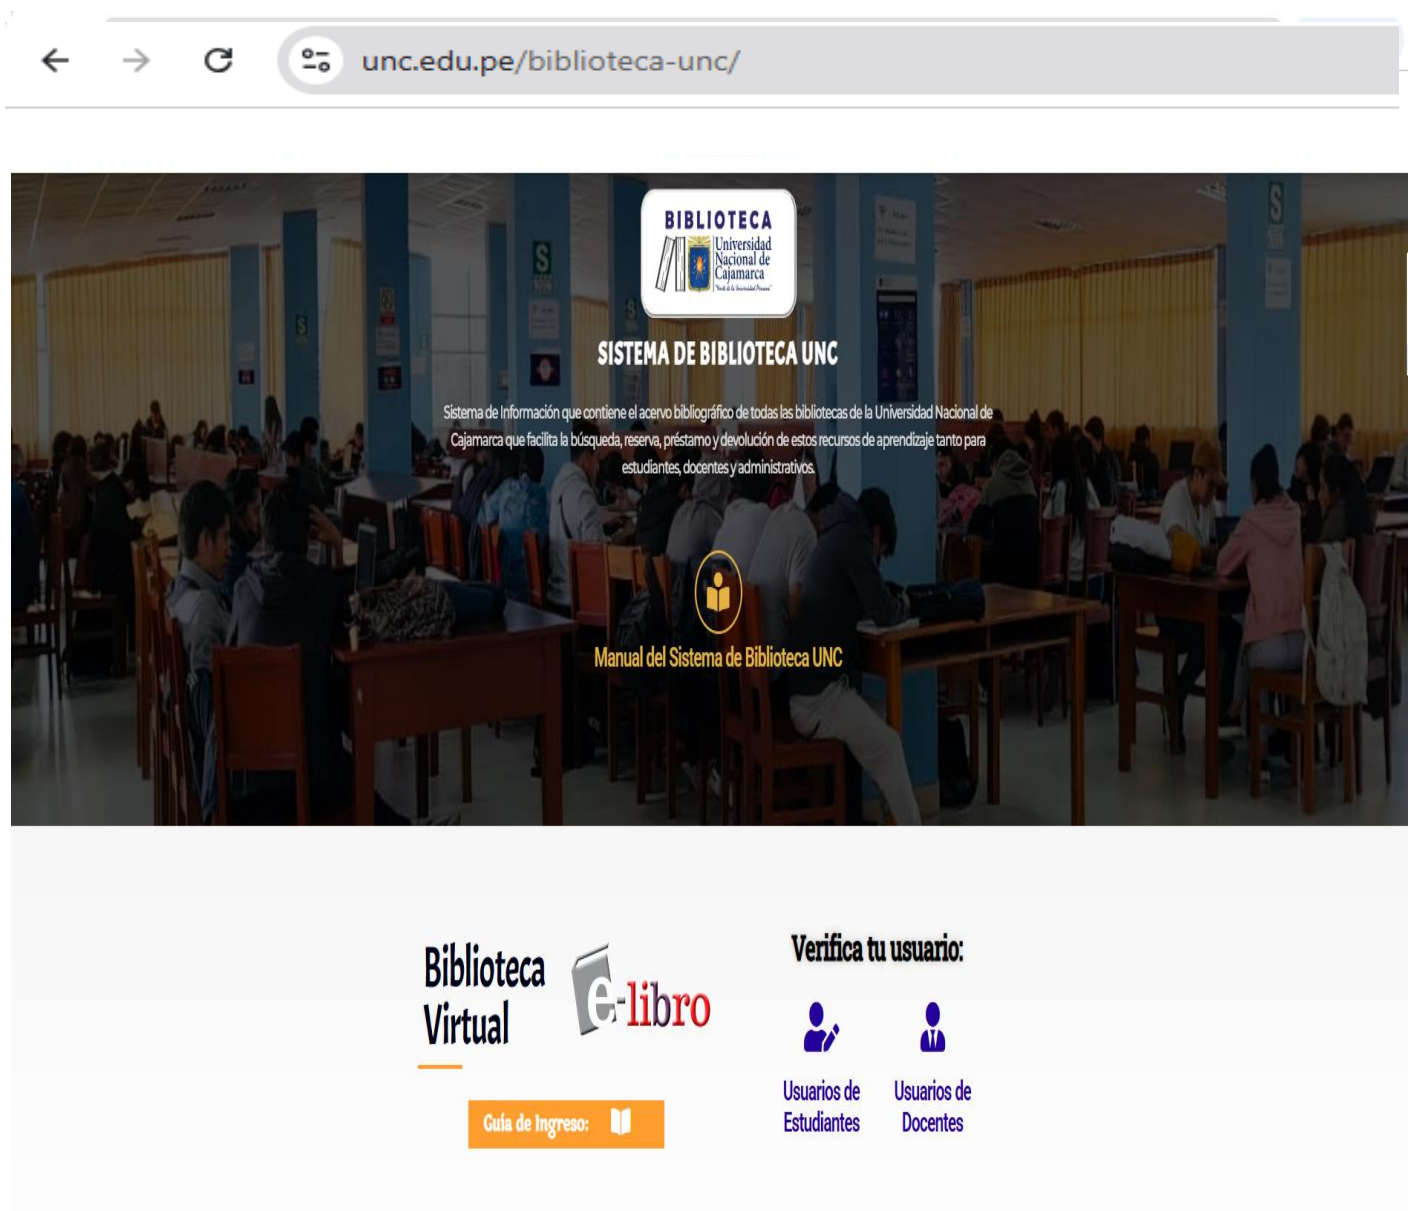 unc.edu.pe/biblioteca-unc/
BIBLIOTECA
Universidad
Nacional de
Cajamarca
SISTEMA DE BIBLIOTECA UNC
Sistema de Información que contiene el acervo bibliográfico de todas las bibliotecas de la Universidad Nacional de
Cajamarca que facilita la búsqueda, reserva, préstamo y devolución de estos recursos de aprendizaje tanto para
estudiantes, docentes y administrativos.
Manual del Sistema de Biblioteca UNC
Biblioteca
Virtual
e-libro
Guía de Ingreso:
Verifica tu usuario:
Usuarios de
Estudiantes
Usuarios de
Docentes